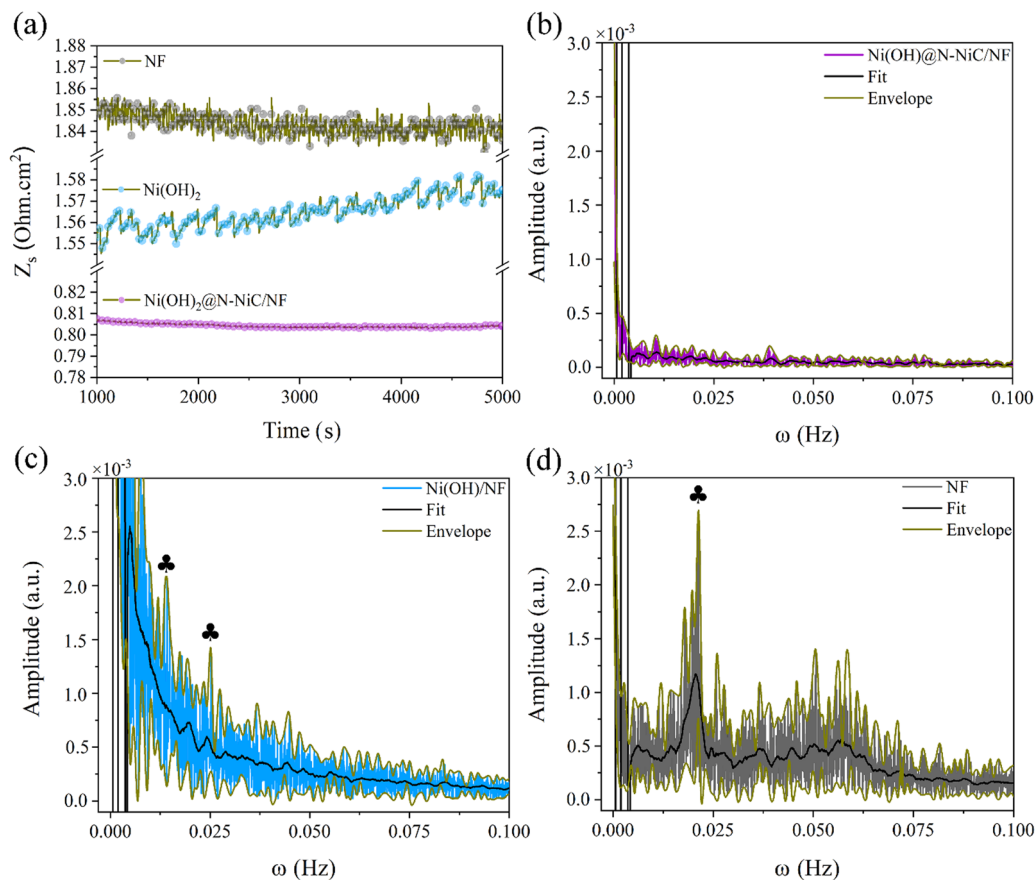 (a)
1.88
1.87
1.86
1.85
1.84
1.58
1.57
1.56
1.55
0.82
0.81
0.80
0.79
0.78
NF
Ni(OH)₂
Ni(OH)₂@N-NiC/NF
Zₛ (Ohm.cm²)
1000 2000 3000 4000 5000
Time (s)
(b)
×10⁻³
3.0
2.5
2.0
1.5
1.0
0.5
0.0
Ni(OH)@N-NiC/NF
Fit
Envelope
Amplitude (a.u.)
0.000 0.025 0.050 0.075 0.100
ω (Hz)
(c)
×10⁻³
3.0
2.5
2.0
1.5
1.0
0.5
0.0
Ni(OH)/NF
Fit
Envelope
♣
♣
Amplitude (a.u.)
0.000 0.025 0.050 0.075 0.100
ω (Hz)
(d)
×10⁻³
3.0
2.5
2.0
1.5
1.0
0.5
0.0
NF
Fit
Envelope
♣
Amplitude (a.u.)
0.000 0.025 0.050 0.075 0.100
ω (Hz)